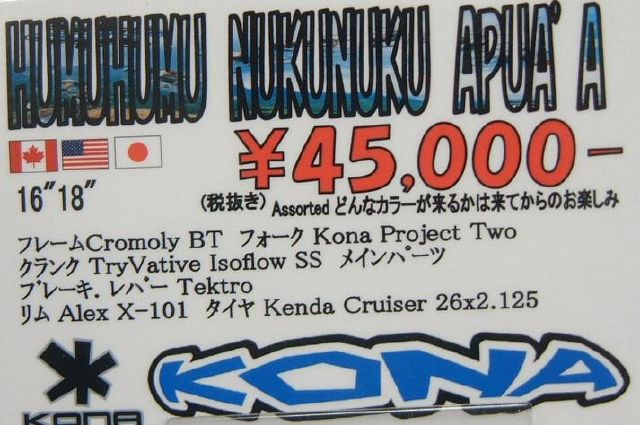 HUMUHUMU NUKUNUKU APUA'A
¥45,000−
16"18"
(税抜き) Assorted どんなカラーが来るかは来てからのお楽しみ
フレームCromoly BT フォーク Kona Project Two
クランク TryVative Isoflow SS メインパーツ
ブレーキ. レバー Tektro
リム Alex X-101 タイヤ Kenda Cruiser 26x2.125
KONA
KONA